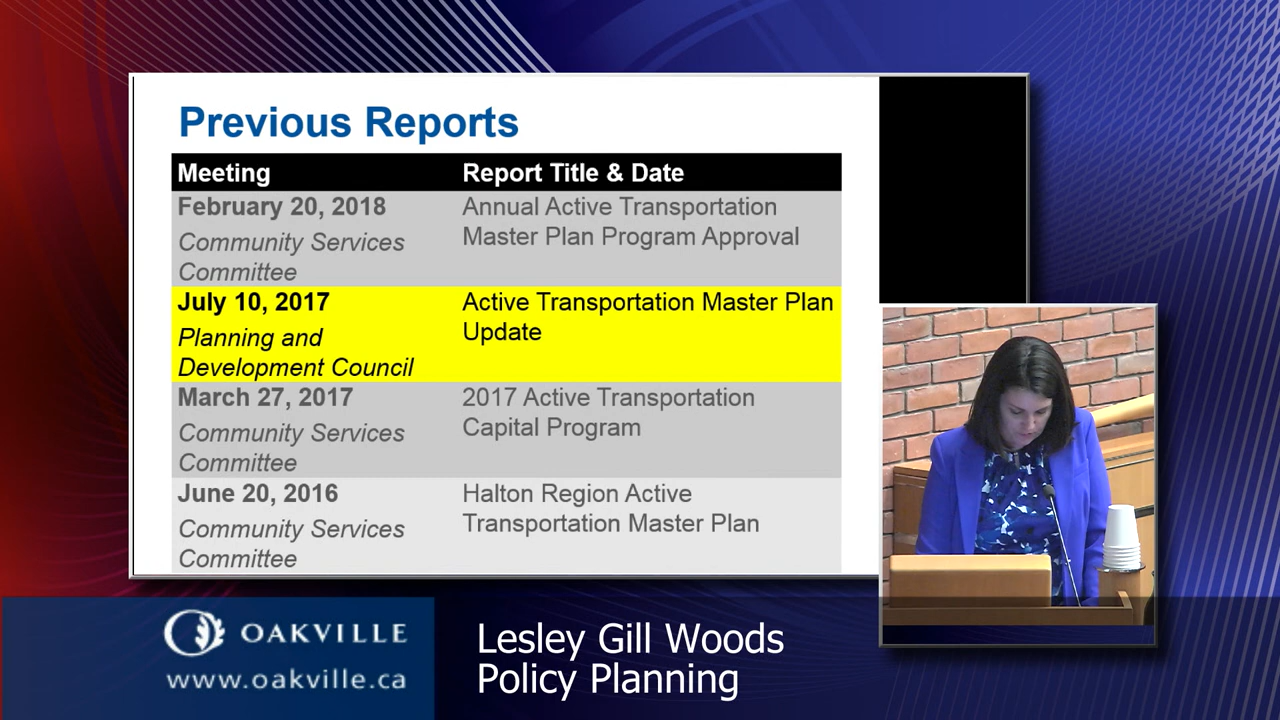 Previous Reports
Meeting Report Title & Date
February 20, 2018 Annual Active Transportation
Community Services Master Plan Program Approval
Committee
July 10, 2017 Active Transportation Master Plan
Planning and Update
Development Council
March 27, 2017 2017 Active Transportation
Community Services Capital Program
Committee
June 20, 2016 Halton Region Active
Community Services Transportation Master Plan
Committee
OAKVILLE
www.oakville.ca
Lesley Gill Woods
Policy Planning